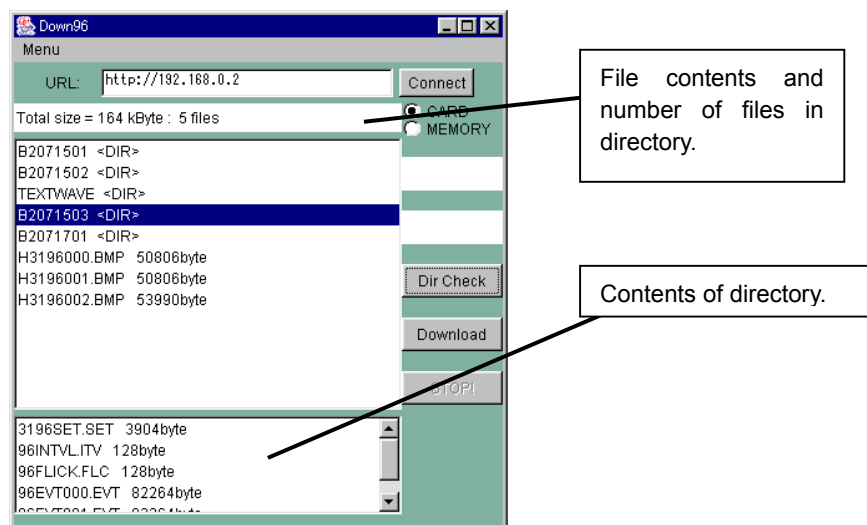 Down96
Menu
URL: http://192.168.0.2 Connect
Total size = 164 kByte : 5 files
CARD
MEMORY
B2071501 <DIR>
B2071502 <DIR>
TEXTWAVE <DIR>
B2071503 <DIR>
B2071701 <DIR>
H3196000.BMP 50806byte
H3196001.BMP 50806byte
H3196002.BMP 53990byte
Dir Check
Download
STOP!
3196SET.SET 3904byte
96INTVL.ITV 128byte
96FLICK.FLC 128byte
96EVT000.EVT 82264byte
File contents and
number of files in
directory.
Contents of directory.